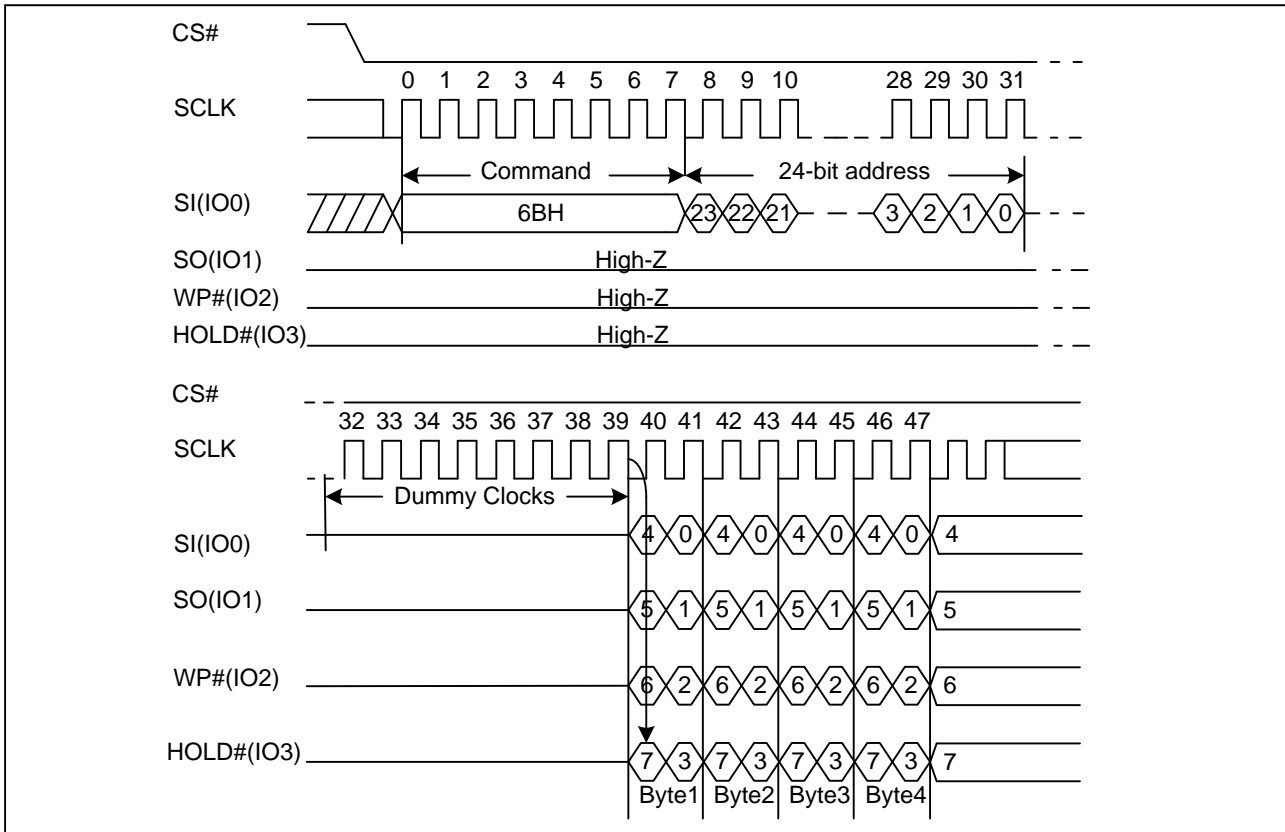 CS#
0 1 2 3 4 5 6 7 8 9 10 28 29 30 31
SCLK
Command 24-bit address
SI(IO0) 6BH 23 22 21 3 2 1 0
SO(IO1) High-Z
WP#(IO2) High-Z
HOLD#(IO3) High-Z
CS#
32 33 34 35 36 37 38 39 40 41 42 43 44 45 46 47
SCLK
Dummy Clocks
SI(IO0) 4 0 4 0 4 0 4 0 4
SO(IO1) 5 1 5 1 5 1 5 1 5
WP#(IO2) 6 2 6 2 6 2 6 2 6
HOLD#(IO3) 7 3 7 3 7 3 7 3 7
Byte1 Byte2 Byte3 Byte4